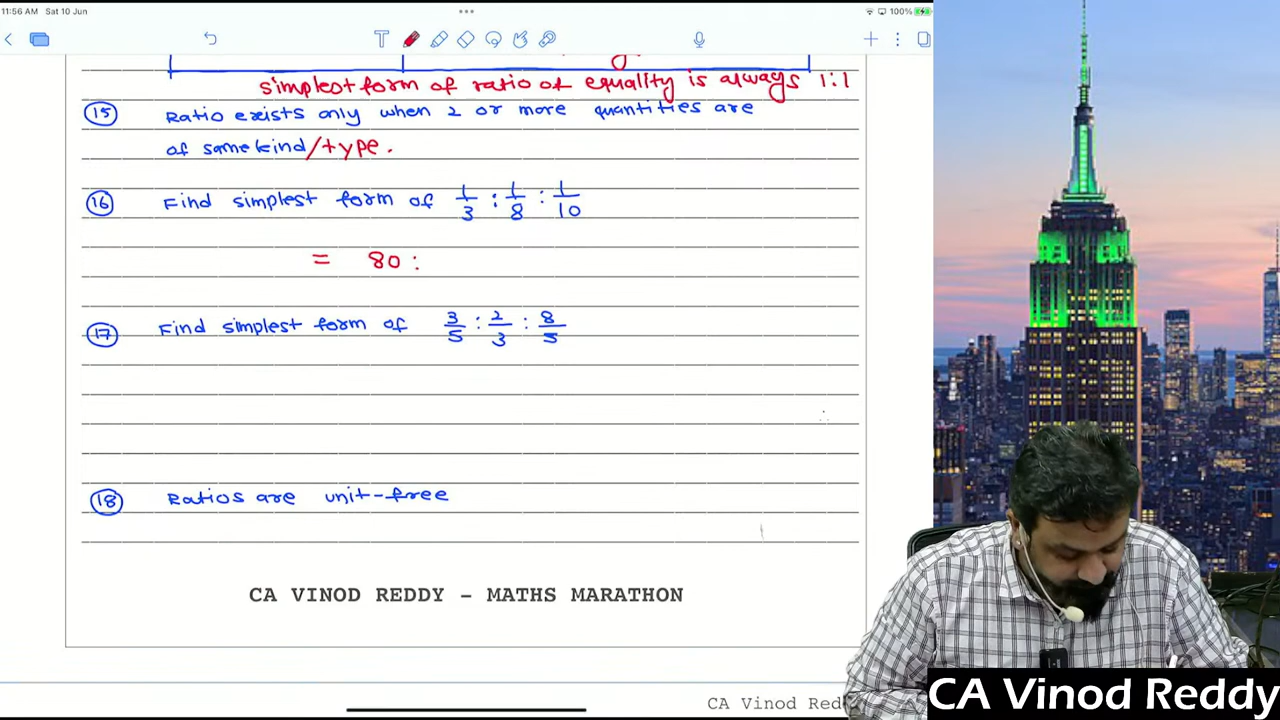 11:56 AM Sat 10 Jun
100%
simplest form of ratio of equality is always 1:1
15 Ratio exists only when 2 or more quantities are
of same kind/type.
16 Find simplest form of 1/3 : 1/8 : 1/10
= 80 :
17 Find simplest form of 3/5 : 2/3 : 8/5
18 Ratios are unit-free
CA VINOD REDDY - MATHS MARATHON
CA Vinod Red
CA Vinod Reddy